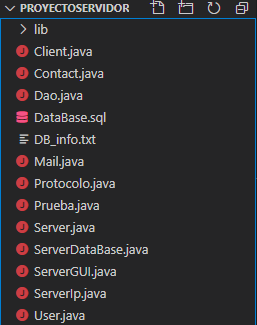 PROYECTOSERVIDOR
lib
Client.java
Contact.java
Dao.java
DataBase.sql
DB_info.txt
Mail.java
Protocolo.java
Prueba.java
Server.java
ServerDataBase.java
ServerGUI.java
ServerIp.java
User.java